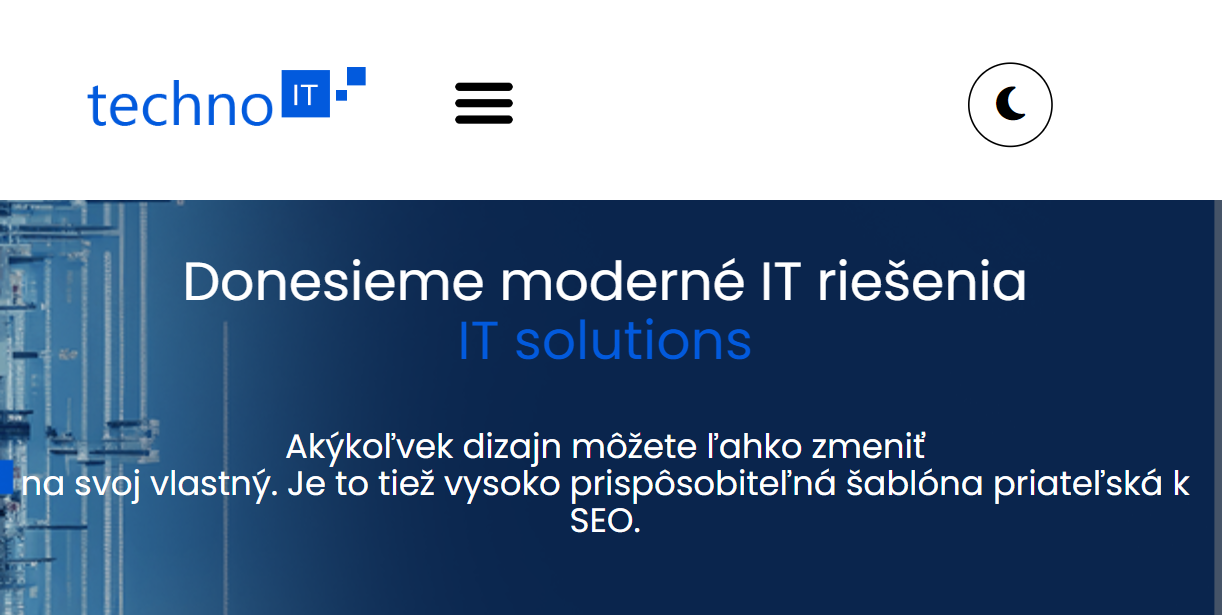 techno IT
Donesieme moderné IT riešenia
IT solutions
Akýkoľvek dizajn môžete ľahko zmeniť
na svoj vlastný. Je to tiež vysoko prispôsobiteľná šablóna priateľská k
SEO.